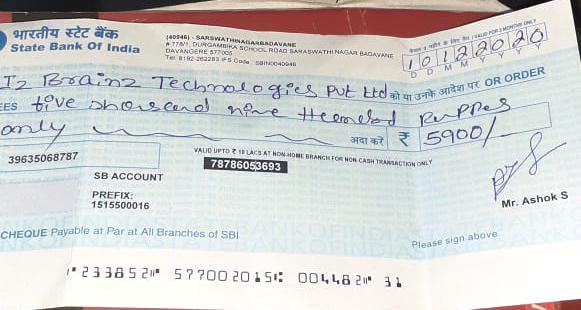 भारतीय स्टेट बैंक
State Bank Of India
(40946) - SARASWATHINAGARBADAVANE
# 778/1, DURGAMBIKA SCHOOL ROAD SARASWATHI NAGAR BADAVANE
DAVANGERE 577005
Tel: 8192-262283 IFS Code : SBIN0040946
VALID FOR 3 MONTHS ONLY
10122020
D D M M Y Y Y Y
I2 Brainz Technologies Pvt Ltd को या उनके आदेश पर OR ORDER
EES five thousand nine Hundred Ruppes
only
अदा करें ₹ 5900/-
39635068787
VALID UPTO ₹ 10 LACS AT NON-HOME BRANCH FOR NON-CASH TRANSACTION ONLY
78786053693
SB ACCOUNT
PREFIX:
1515500016
Mr. Ashok S
CHEQUE Payable at Par at All Branches of SBI
Please sign above
⑈233852⑈ 577002015⑆ 004482⑈ 31